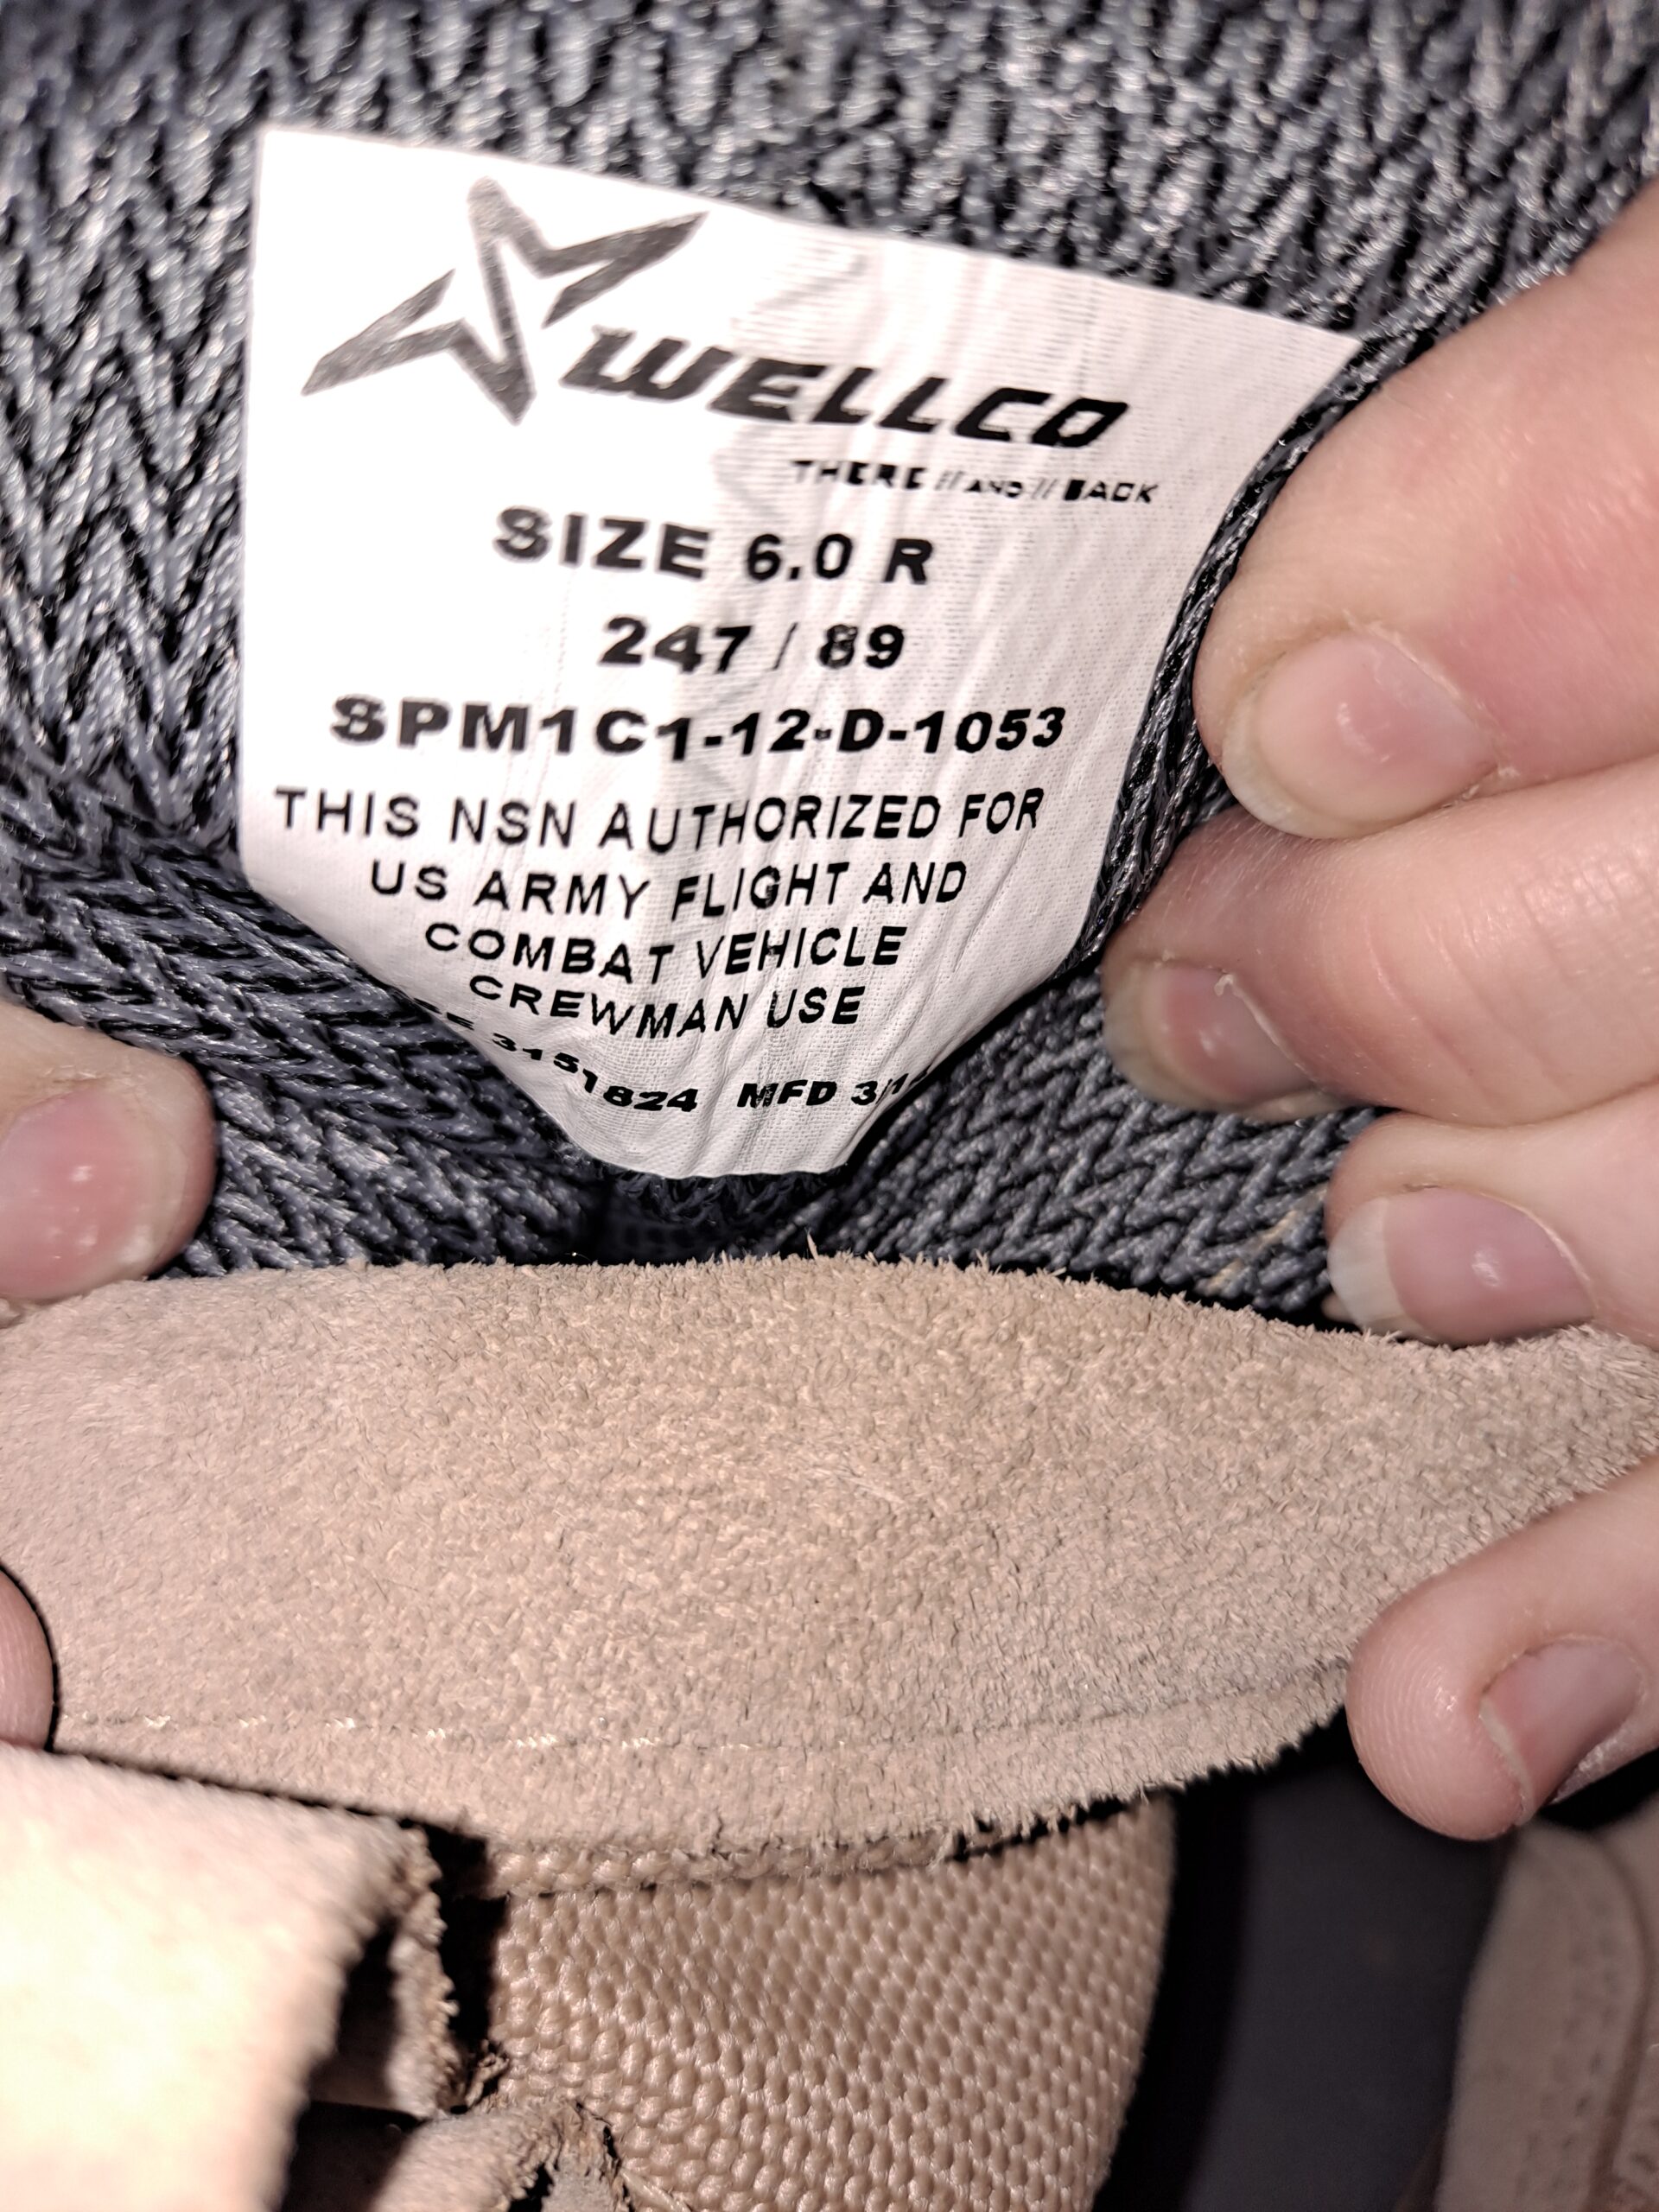 WELLCO
THERE // AND // BACK
SIZE 6.0 R
247 / 89
SPM1C1-12-D-1053
THIS NSN AUTHORIZED FOR
US ARMY FLIGHT AND
COMBAT VEHICLE
CREWMAN USE
3151824 MFD